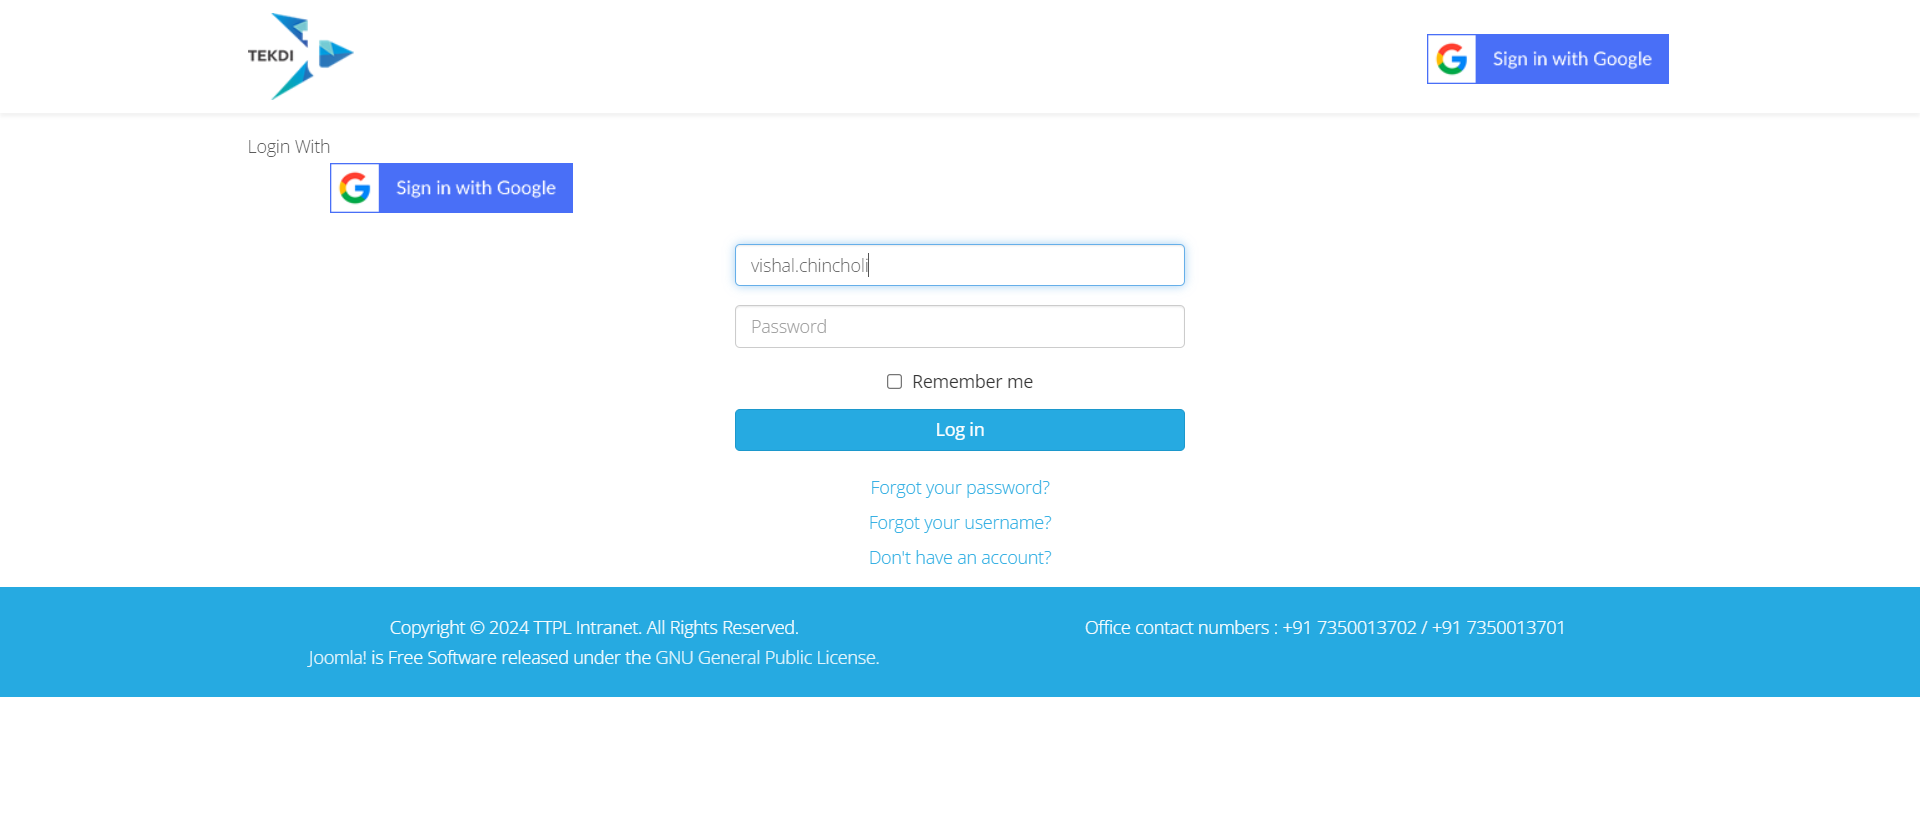 TEKDI
Sign in with Google
Login With
Sign in with Google
vishal.chincholi
Password
Remember me
Log in
Forgot your password?
Forgot your username?
Don't have an account?
Copyright © 2024 TTPL Intranet. All Rights Reserved.
Joomla! is Free Software released under the GNU General Public License.
Office contact numbers : +91 7350013702 / +91 7350013701